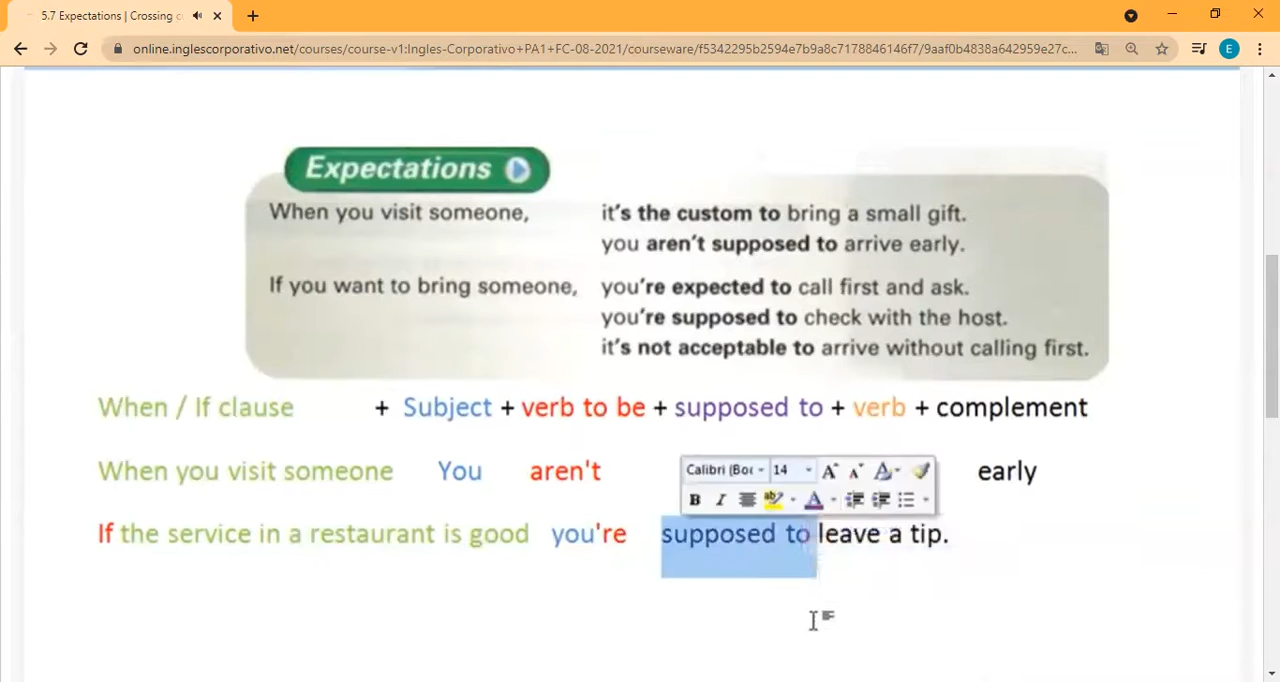 5.7 Expectations | Crossing c
online.inglescorporativo.net/courses/course-v1:Ingles-Corporativo+PA1+FC-08-2021/courseware/f5342295b2594e7b9a8c7178846146f7/9aaf0b4838a642959e27c...
E
Expectations
When you visit someone, it's the custom to bring a small gift.
you aren't supposed to arrive early.
If you want to bring someone, you're expected to call first and ask.
you're supposed to check with the host.
it's not acceptable to arrive without calling first.
When / If clause + Subject + verb to be + supposed to + verb + complement
When you visit someone You aren't early
Calibri (Boc 14 A A A
B I ab A
If the service in a restaurant is good you're supposed to leave a tip.